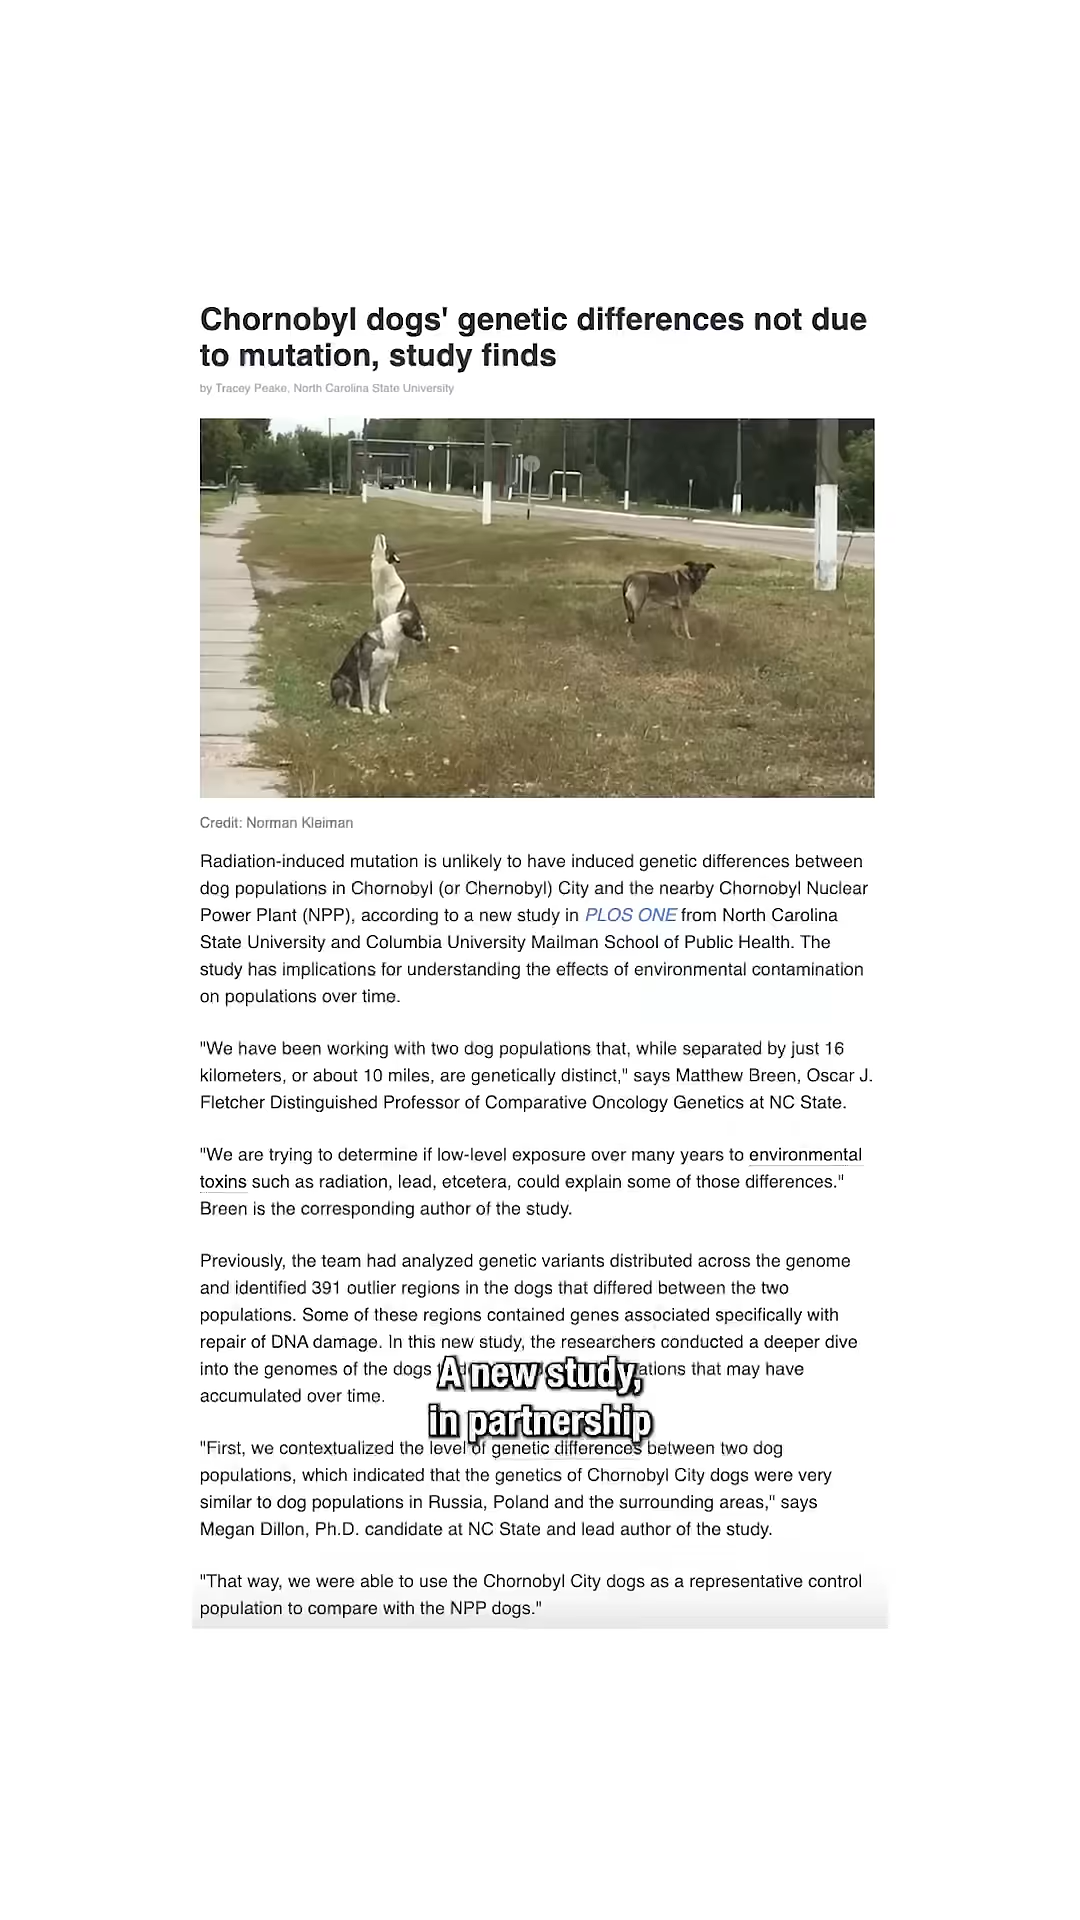 Chornobyl dogs' genetic differences not due
to mutation, study finds
by Tracey Peake, North Carolina State University
Credit: Norman Kleiman
Radiation-induced mutation is unlikely to have induced genetic differences between
dog populations in Chornobyl (or Chernobyl) City and the nearby Chornobyl Nuclear
Power Plant (NPP), according to a new study in PLOS ONE from North Carolina
State University and Columbia University Mailman School of Public Health. The
study has implications for understanding the effects of environmental contamination
on populations over time.
"We have been working with two dog populations that, while separated by just 16
kilometers, or about 10 miles, are genetically distinct," says Matthew Breen, Oscar J.
Fletcher Distinguished Professor of Comparative Oncology Genetics at NC State.
"We are trying to determine if low-level exposure over many years to environmental
toxins such as radiation, lead, etcetera, could explain some of those differences."
Breen is the corresponding author of the study.
Previously, the team had analyzed genetic variants distributed across the genome
and identified 391 outlier regions in the dogs that differed between the two
populations. Some of these regions contained genes associated specifically with
repair of DNA damage. In this new study, the researchers conducted a deeper dive
into the genomes of the dogs that may have
accumulated over time.
A new study,
in partnership
"First, we contextualized the level of genetic differences between two dog
populations, which indicated that the genetics of Chornobyl City dogs were very
similar to dog populations in Russia, Poland and the surrounding areas," says
Megan Dillon, Ph.D. candidate at NC State and lead author of the study.
"That way, we were able to use the Chornobyl City dogs as a representative control
population to compare with the NPP dogs."